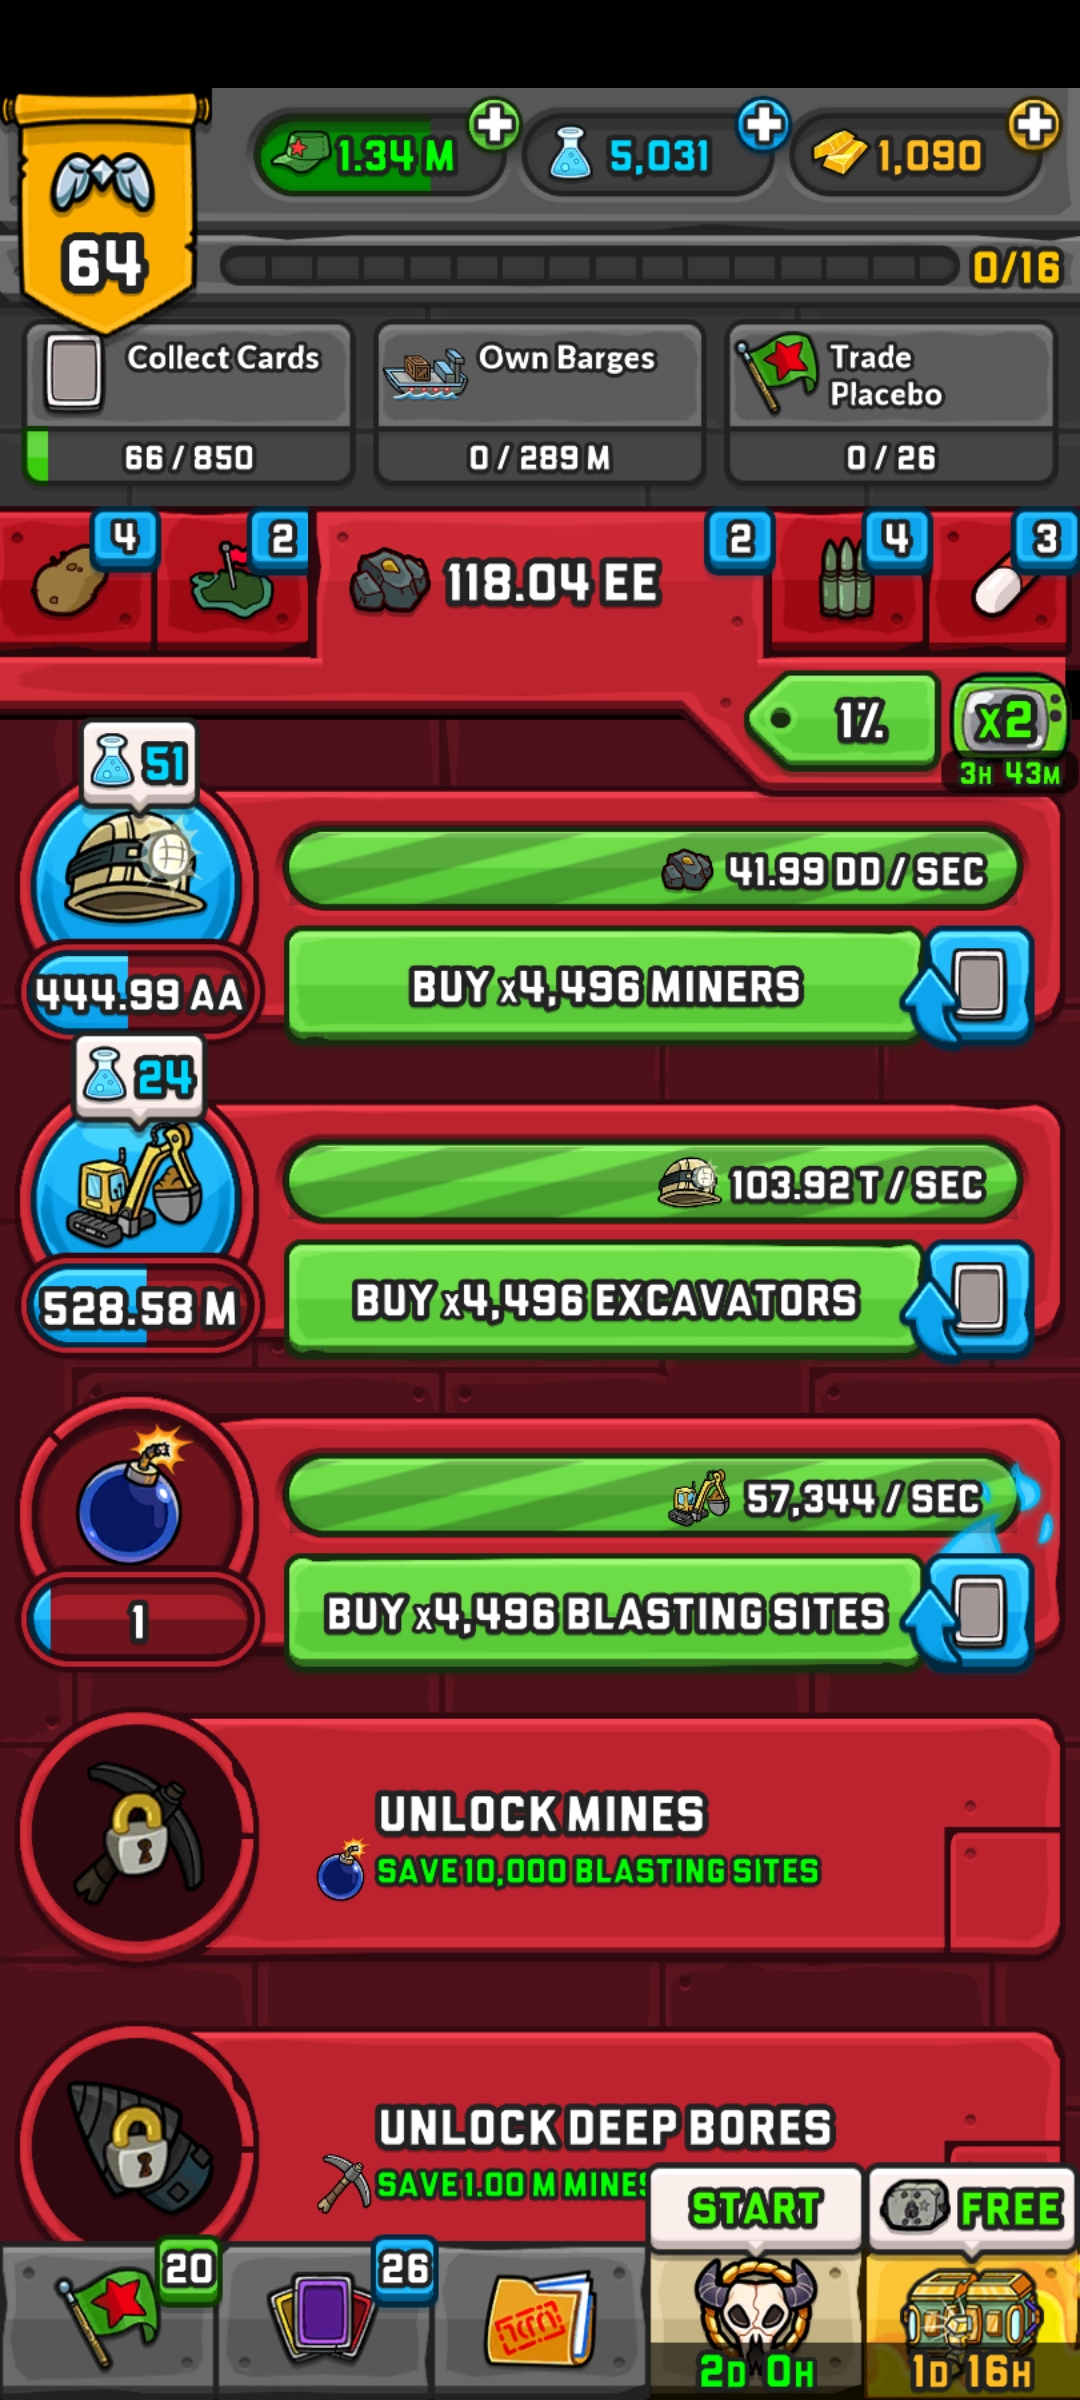 1.34 M
5,031
1,090
64
0/16
Collect Cards
66 / 850
Own Barges
0 / 289 M
Trade
Placebo
0 / 26
4
2
118.04 EE
2
4
3
1%
x2
3H 43M
51
41.99 DD / SEC
444.99 AA
BUY x4,496 MINERS
24
103.92 T / SEC
528.58 M
BUY x4,496 EXCAVATORS
57,344 / SEC
1
BUY x4,496 BLASTING SITES
UNLOCK MINES
SAVE 10,000 BLASTING SITES
UNLOCK DEEP BORES
SAVE 1.00 M MINES
START
FREE
20
26
2D 0H
1D 16H